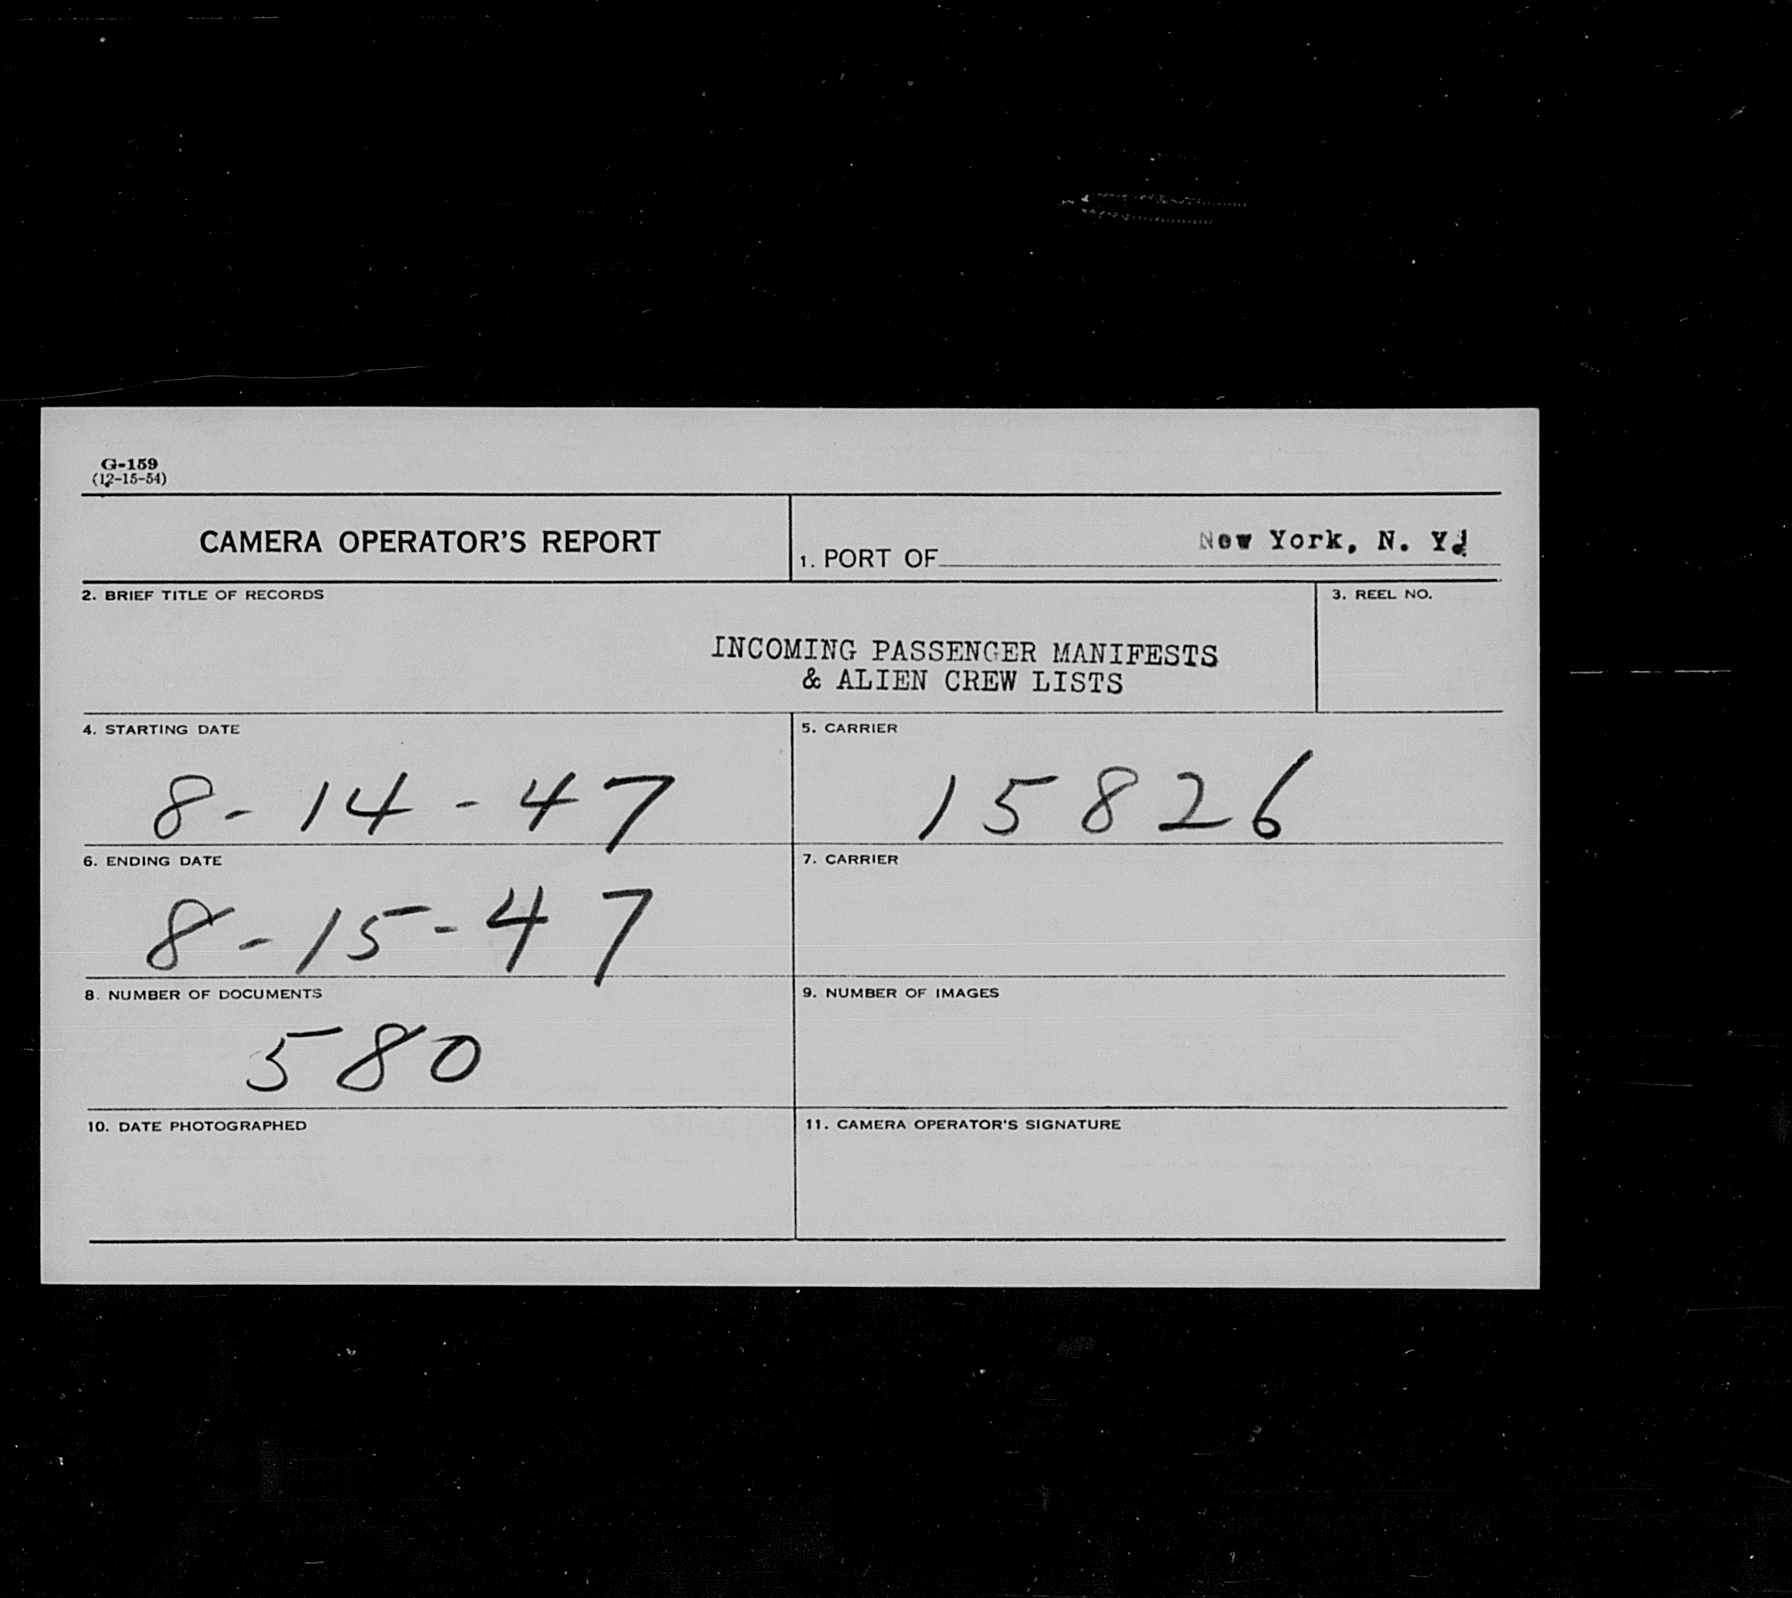 G-159
(12-15-54)
CAMERA OPERATOR'S REPORT
1. PORT OF New York, N. Y.
2. BRIEF TITLE OF RECORDS
INCOMING PASSENGER MANIFESTS
& ALIEN CREW LISTS
3. REEL NO.
4. STARTING DATE
8-14-47
5. CARRIER
15826
6. ENDING DATE
8-15-47
7. CARRIER
8. NUMBER OF DOCUMENTS
580
9. NUMBER OF IMAGES
10. DATE PHOTOGRAPHED
11. CAMERA OPERATOR'S SIGNATURE